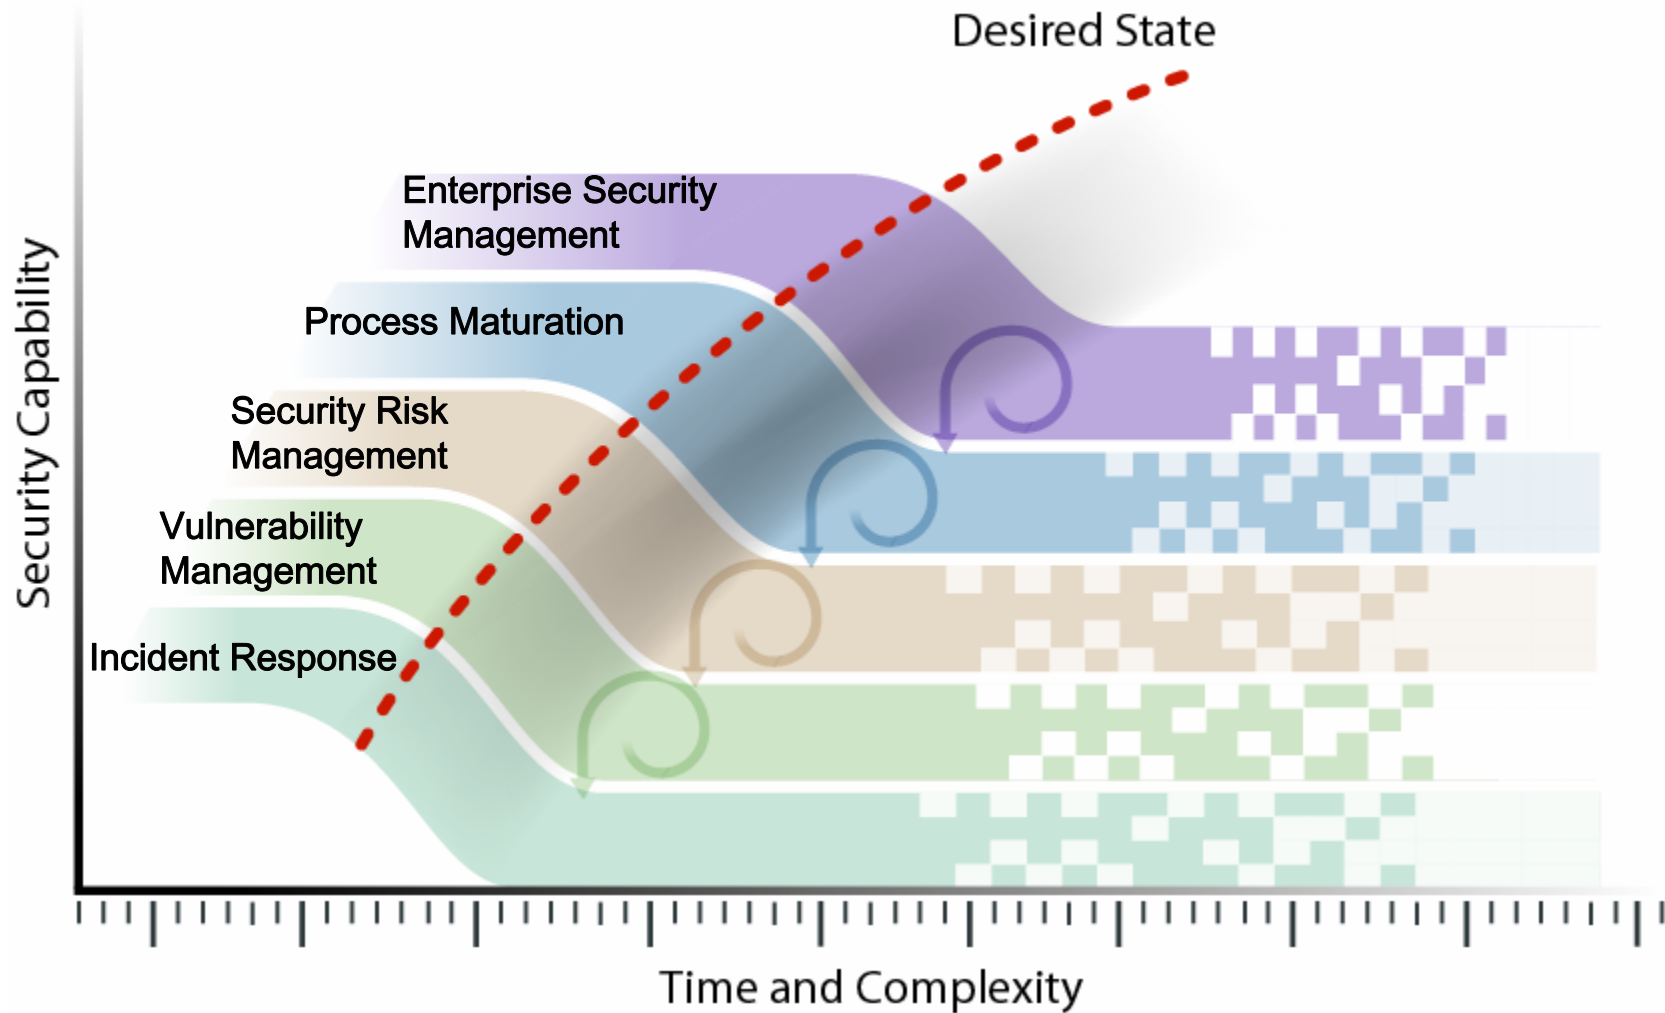 Desired State
Enterprise Security
Management
Process Maturation
Security Risk
Management
Vulnerability
Management
Incident Response
Security Capability
Time and Complexity